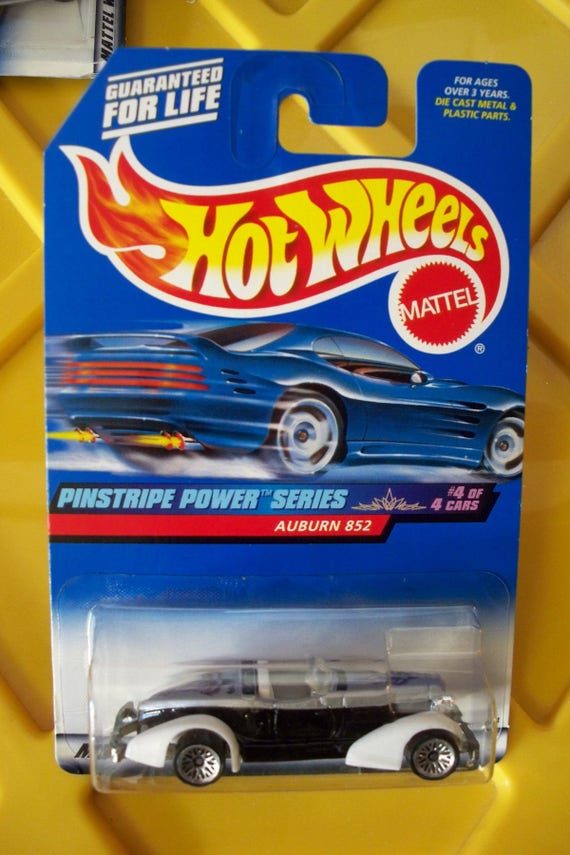 MATTEL W
GUARANTEED
FOR LIFE
FOR AGES
OVER 3 YEARS.
DIE CAST METAL &
PLASTIC PARTS.
HOT WHEELS
MATTEL
®
PINSTRIPE POWER™ SERIES
#4 OF
4 CARS
AUBURN 852